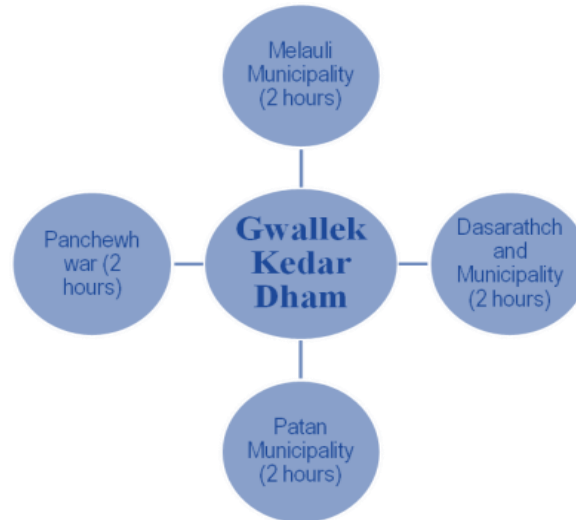 Melauli
Municipality
(2 hours)
Panchewh
war (2
hours)
Gwallek
Kedar
Dham
Dasarathch
and
Municipality
(2 hours)
Patan
Municipality
(2 hours)